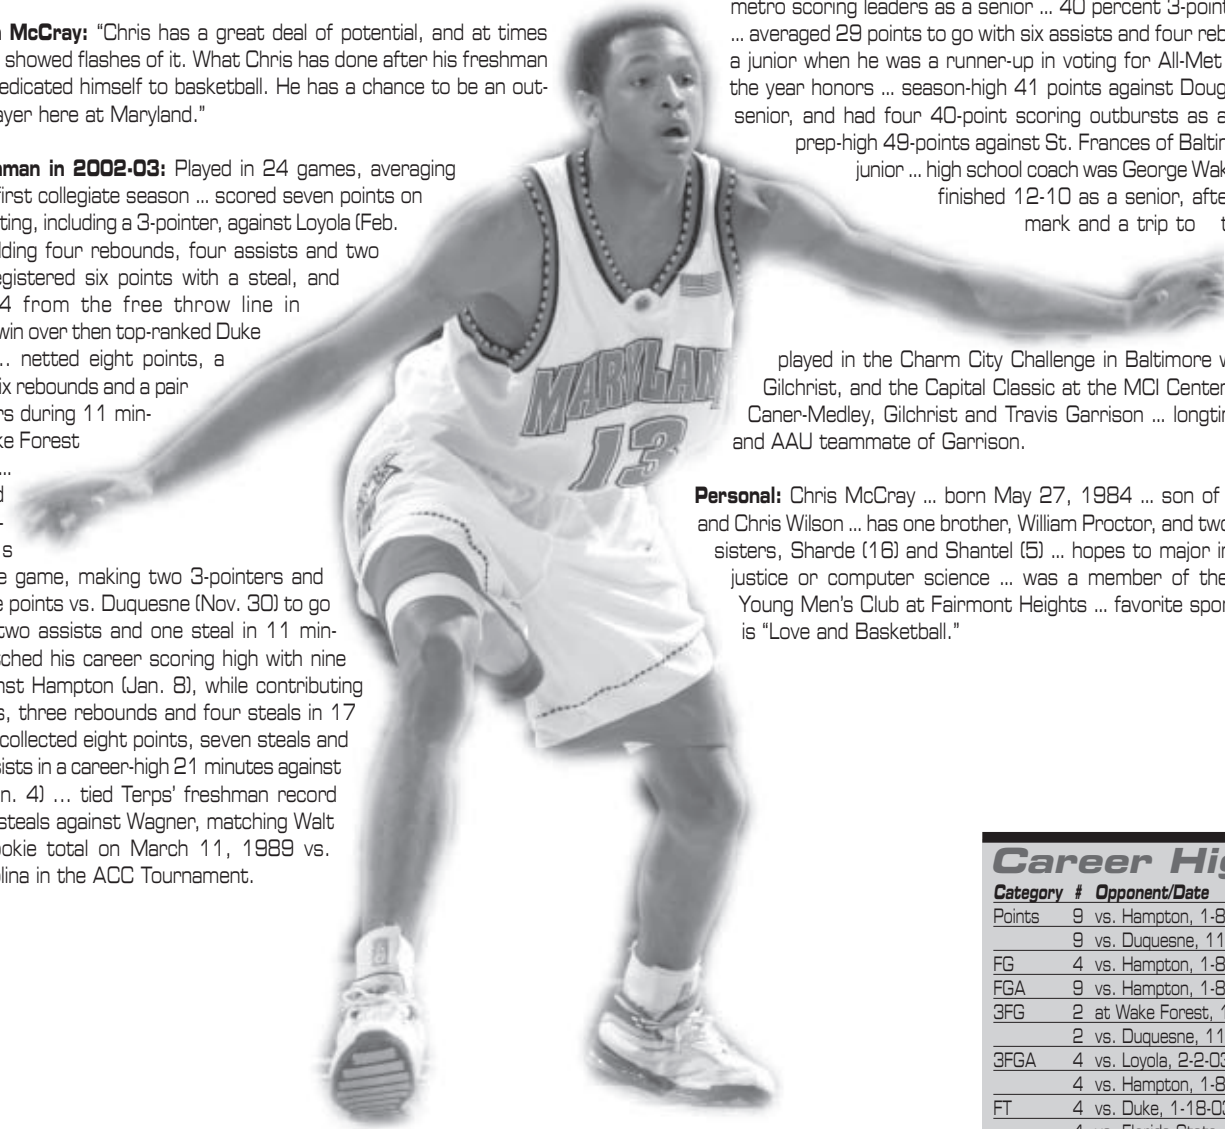 McCray: “Chris has a great deal of potential, and at times
showed flashes of it. What Chris has done after his freshman
edicated himself to basketball. He has a chance to be an out-
ayer here at Maryland.”
man in 2002-03: Played in 24 games, averaging
first collegiate season ... scored seven points on
ting, including a 3-pointer, against Loyola (Feb.
lding four rebounds, four assists and two
egistered six points with a steal, and
4 from the free throw line in
win over then top-ranked Duke
... netted eight points, a
ix rebounds and a pair
rs during 11 min-
ke Forest
...
d
-
s
e game, making two 3-pointers and
e points vs. Duquesne (Nov. 30) to go
two assists and one steal in 11 min-
tched his career scoring high with nine
nst Hampton (Jan. 8), while contributing
s, three rebounds and four steals in 17
collected eight points, seven steals and
sists in a career-high 21 minutes against
n. 4) ... tied Terps’ freshman record
steals against Wagner, matching Walt
ookie total on March 11, 1989 vs.
lina in the ACC Tournament.
MARYLAN
13
metro scoring leaders as a senior ... 40 percent 3-point
... averaged 29 points to go with six assists and four reb
a junior when he was a runner-up in voting for All-Met
the year honors ... season-high 41 points against Doug
senior, and had four 40-point scoring outbursts as a
prep-high 49-points against St. Frances of Baltim
junior ... high school coach was George Wak
finished 12-10 as a senior, afte
mark and a trip to t
played in the Charm City Challenge in Baltimore w
Gilchrist, and the Capital Classic at the MCI Center
Caner-Medley, Gilchrist and Travis Garrison ... longtin
and AAU teammate of Garrison.
Personal: Chris McCray ... born May 27, 1984 ... son of
and Chris Wilson ... has one brother, William Proctor, and two
sisters, Sharde (16) and Shantel (5) ... hopes to major in
justice or computer science ... was a member of the
Young Men’s Club at Fairmont Heights ... favorite spor
is “Love and Basketball.”
Career Hig
Category # Opponent/Date
Points 9 vs. Hampton, 1-8
9 vs. Duquesne, 11
FG 4 vs. Hampton, 1-8
FGA 9 vs. Hampton, 1-8
3FG 2 at Wake Forest, 1
2 vs. Duquesne, 11
3FGA 4 vs. Loyola, 2-2-03
4 vs. Hampton, 1-8
FT 4 vs. Duke, 1-18-03
4 vs. Florida State